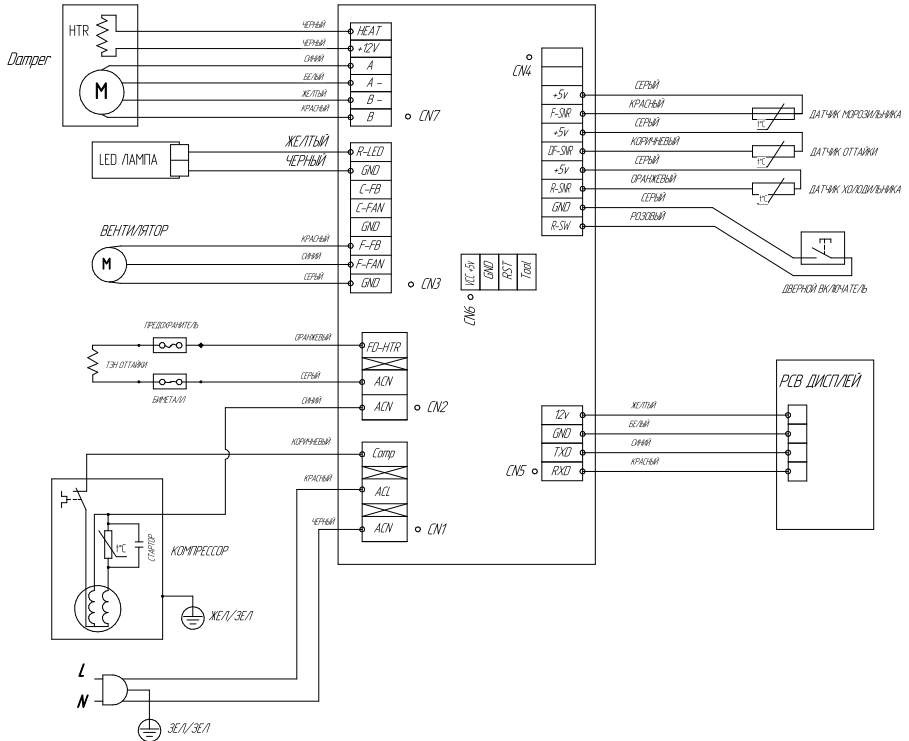 Damper
HTR
M
ЧЕРНЫЙ
ЧЕРНЫЙ
СИНИЙ
БЕЛЫЙ
ЖЕЛТЫЙ
КРАСНЫЙ
HEAT
+12V
A
A -
B -
B
CN7
LED ЛАМПА
ЖЕЛТЫЙ
ЧЕРНЫЙ
R-LED
GND
C-FB
C-FAN
GND
F-FB
F-FAN
GND
CN3
ВЕНТИЛЯТОР
M
КРАСНЫЙ
СИНИЙ
СЕРЫЙ
ПРЕДОХРАНИТЕЛЬ
ТЭН ОТТАЙКИ
БИМЕТАЛЛ
ОРАНЖЕВЫЙ
СЕРЫЙ
СИНИЙ
FD-HTR
ACN
ACN
CN2
КОРИЧНЕВЫЙ
КРАСНЫЙ
ЧЕРНЫЙ
Comp
ACL
ACN
CN1
t°C
СТАРТОР
КОМПРЕССОР
ЖЕЛ/ЗЕЛ
L
N
ЗЕЛ/ЗЕЛ
CN4
+5v
F-SNR
+5v
DF-SNR
+5v
R-SNR
GND
R-SW
СЕРЫЙ
КРАСНЫЙ
СЕРЫЙ
КОРИЧНЕВЫЙ
СЕРЫЙ
ОРАНЖЕВЫЙ
СЕРЫЙ
РОЗОВЫЙ
t°C
ДАТЧИК МОРОЗИЛЬНИКА
t°C
ДАТЧИК ОТТАЙКИ
t°C
ДАТЧИК ХОЛОДИЛЬНИКА
ДВЕРНОЙ ВКЛЮЧАТЕЛЬ
VCC +5v
GND
RST
Tool
CN6
12v
GND
TXD
RXD
CN5
ЖЕЛТЫЙ
БЕЛЫЙ
СИНИЙ
КРАСНЫЙ
PCB ДИСПЛЕЙ